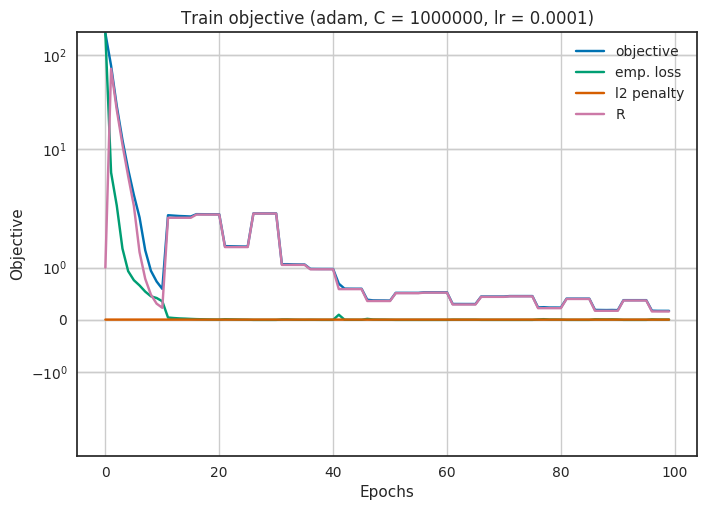 Train objective (adam, C = 1000000, lr = 0.0001)
objective
emp. loss
l2 penalty
R
10²
10¹
10⁰
0
−10⁰
Objective
0 20 40 60 80 100
Epochs